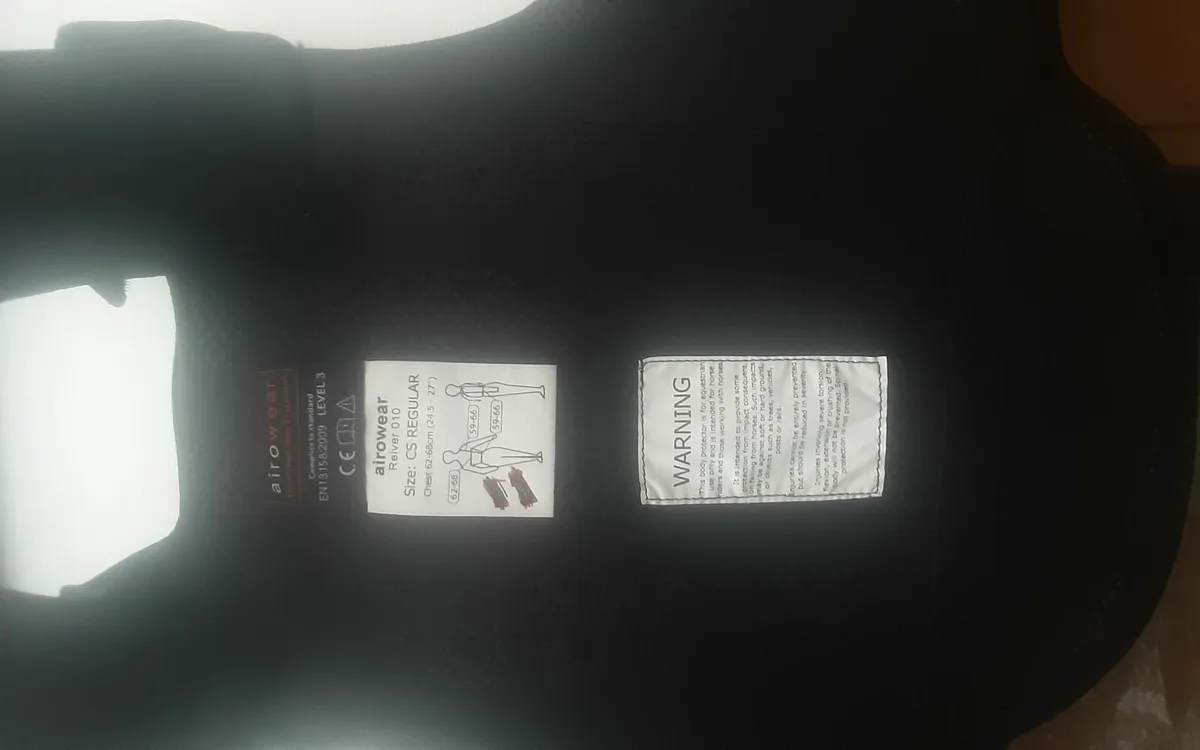 airowear
Complies to standard
EN13158:2009 LEVEL 3
CE
airowear
Reiver 010
Size: CS REGULAR
Chest 62-68cm (24.5 27")
62-68
59-66
59-66
WARNING
This body protector is for equestrian
use only and is intended for horse
riders and those working with horses
It is intended to provide some
protection from impact consequent
on falling from horses. Such impacts
may be against soft or hard ground,
or objects such as trees, vehicles,
posts or rails.
Injuries cannot be entirely prevented
but should be reduced in severity.
Injuries involving severe torsion,
flexion, extension or crushing of the
body will not be prevented. Spinal
protection is not provided.